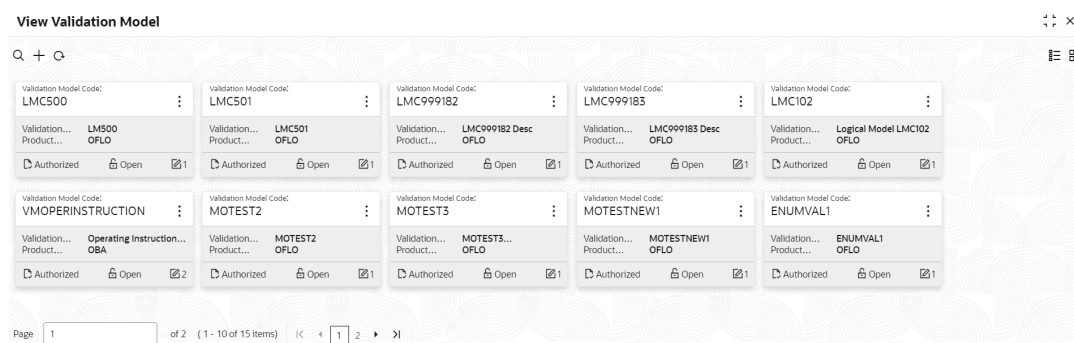 View Validation Model
Validation Model Code:
LMC500
Validation... LM500
Product... OFLO
Authorized Open 1
Validation Model Code:
LMC501
Validation... LMC501
Product... OFLO
Authorized Open 1
Validation Model Code:
LMC999182
Validation... LMC999182 Desc
Product... OFLO
Authorized Open 1
Validation Model Code:
LMC999183
Validation... LMC999183 Desc
Product... OFLO
Authorized Open 1
Validation Model Code:
LMC102
Validation... Logical Model LMC102
Product... OFLO
Authorized Open 1
Validation Model Code:
VMOPERINSTRUCTION
Validation... Operating Instruction...
Product... OBA
Authorized Open 2
Validation Model Code:
MOTEST2
Validation... MOTEST2
Product... OFLO
Authorized Open 1
Validation Model Code:
MOTEST3
Validation... MOTEST3...
Product... OFLO
Authorized Open 1
Validation Model Code:
MOTESTNEW1
Validation... MOTESTNEW1
Product... OFLO
Authorized Open 1
Validation Model Code:
ENUMVAL1
Validation... ENUMVAL1
Product... OFLO
Authorized Open 1
Page 1 of 2 ( 1 - 10 of 15 items) 1 2